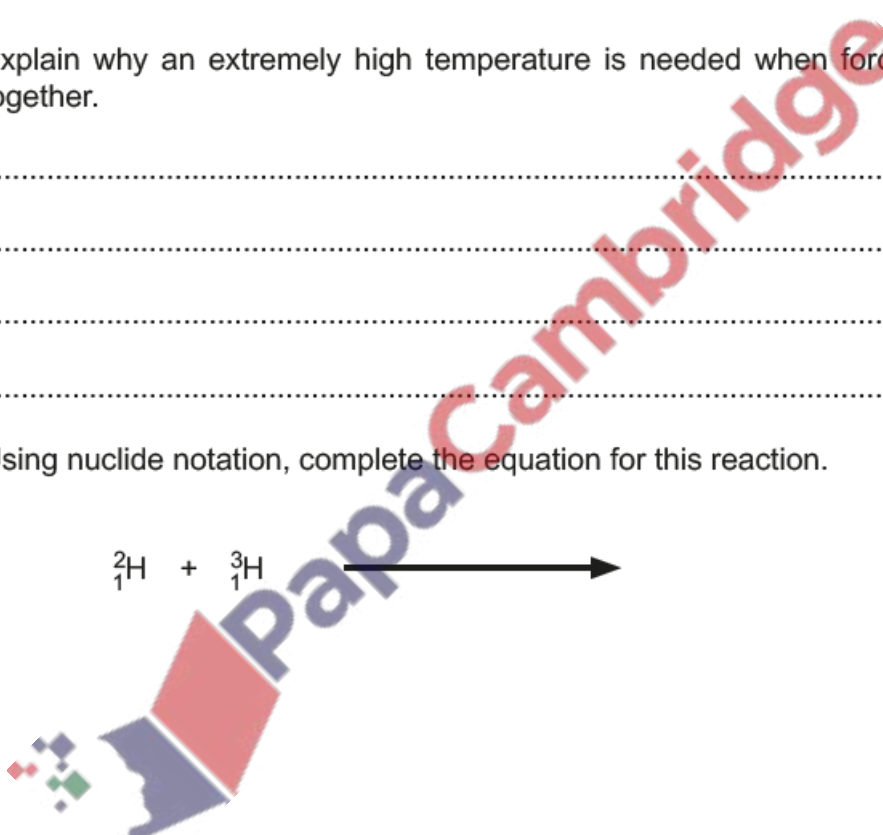 xplain why an extremely high temperature is needed when forc
ogether.
sing nuclide notation, complete the equation for this reaction.
²₁H + ³₁H
PapaCambridge